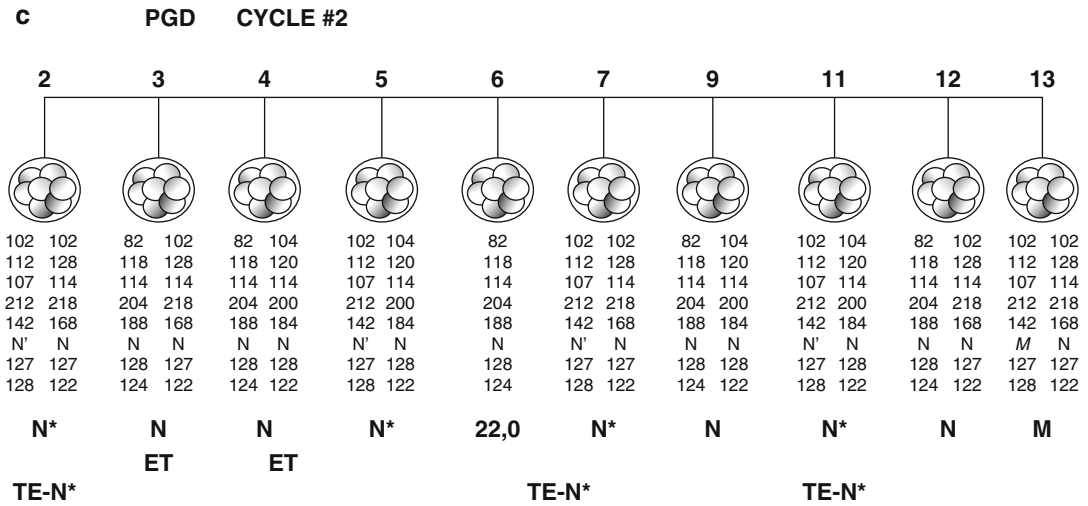 c PGD CYCLE #2
2 3 4 5 6 7 9 11 12 13
102 102 82 102 82 104 102 104 82 102 102 82 104 102 104 82 102 102 102
112 128 118 128 118 120 112 120 118 112 128 118 120 112 120 118 128 112 128
107 114 114 114 114 114 107 114 114 107 114 114 114 107 114 114 114 107 114
212 218 204 218 204 200 212 200 204 212 218 204 200 212 200 204 218 212 218
142 168 188 168 188 184 142 184 188 142 168 188 184 142 184 188 168 142 168
N' N N N N N N' N N N' N N N N' N N N M N
127 127 128 127 128 128 127 128 128 127 127 128 128 127 128 128 127 127 127
128 122 124 122 124 122 128 122 124 128 122 124 122 128 122 124 122 128 122
N* N N N* 22,0 N* N N* N M
ET ET
TE-N* TE-N* TE-N*